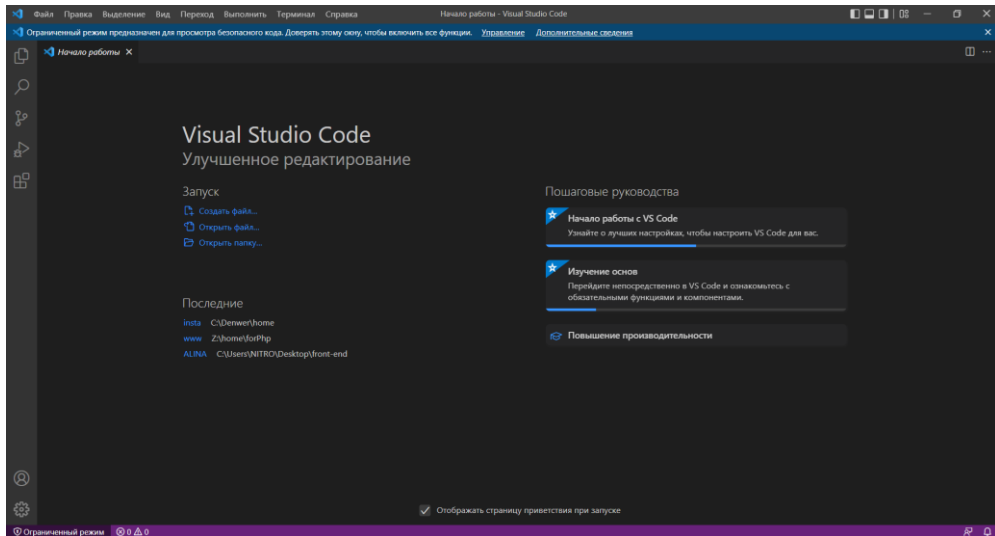 Файл Правка Выделение Вид Переход Выполнить Терминал Справка Начало работы - Visual Studio Code
Ограниченный режим предназначен для просмотра безопасного кода. Доверять этому окну, чтобы включить все функции. Управление Дополнительные сведения
Начало работы
Visual Studio Code
Улучшенное редактирование
Запуск
Создать файл...
Открыть файл...
Открыть папку...
Последние
insta C:\Denwer\home
www Z:\home\forPhp
ALINA C:\Users\NITRO\Desktop\front-end
Пошаговые руководства
Начало работы с VS Code
Узнайте о лучших настройках, чтобы настроить VS Code для вас.
Изучение основ
Перейдите непосредственно в VS Code и ознакомьтесь с
обязательными функциями и компонентами.
Повышение производительности
Отображать страницу приветствия при запуске
Ограниченный режим 0 0